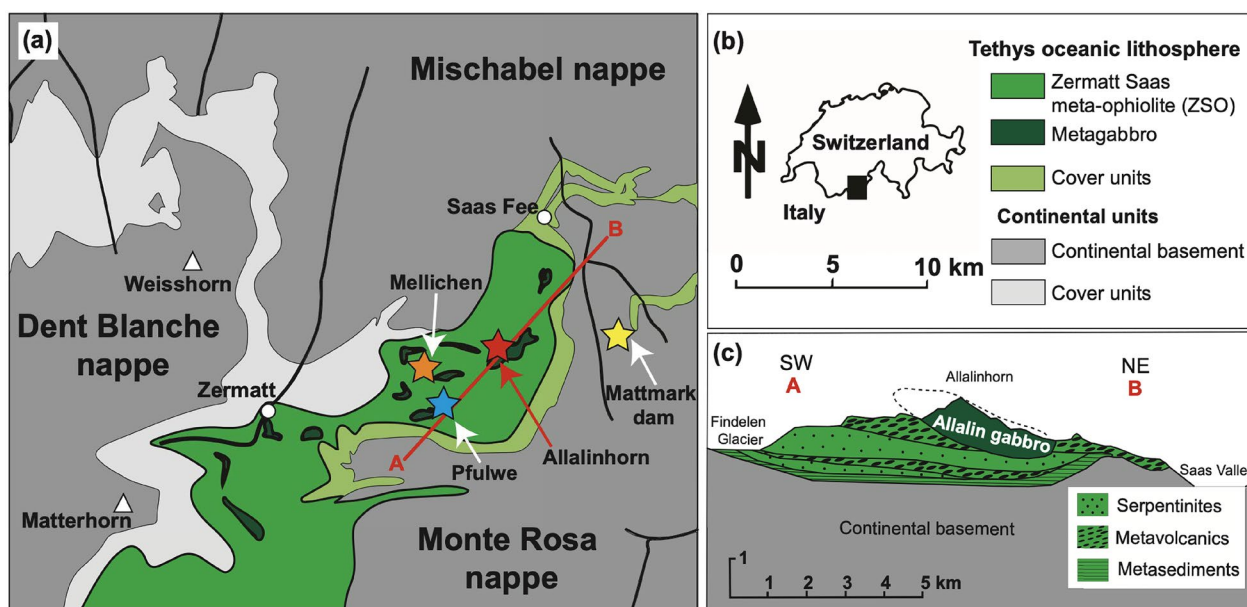 (a)
Mischabel nappe
Saas Fee
B
Weisshorn
Mellichen
Dent Blanche
nappe
Zermatt
Mattmark
dam
A
Pfulwe
Allalinhorn
Matterhorn
Monte Rosa
nappe
(b)
N
Switzerland
Italy
0 5 10 km
Tethys oceanic lithosphere
Zermatt Saas
meta-ophiolite (ZSO)
Metagabbro
Cover units
Continental units
Continental basement
Cover units
(c)
SW
A
NE
B
Allalinhorn
Findelen
Glacier
Allalin gabbro
Saas Valley
Continental basement
Serpentinites
Metavolcanics
Metasediments
1
1 2 3 4 5 km